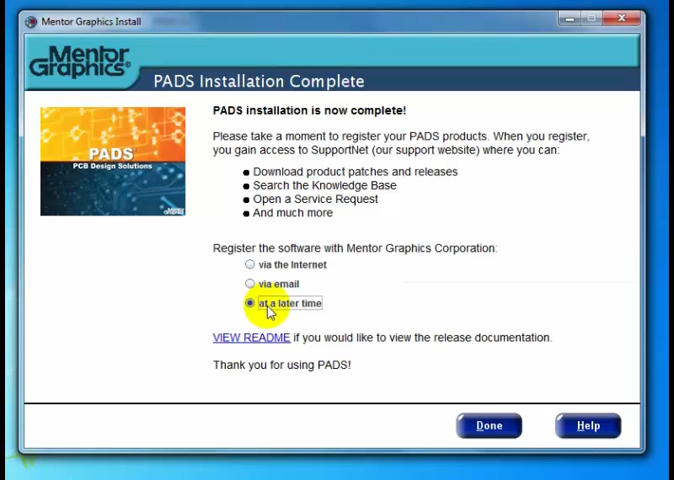 Mentor Graphics Install
Mentor
Graphics®
PADS Installation Complete
PADS
PCB Design Solutions
PADS installation is now complete!
Please take a moment to register your PADS products. When you register,
you gain access to SupportNet (our support website) where you can:
● Download product patches and releases
● Search the Knowledge Base
● Open a Service Request
● And much more
Register the software with Mentor Graphics Corporation:
via the Internet
via email
at a later time
VIEW README if you would like to view the release documentation.
Thank you for using PADS!
Done
Help